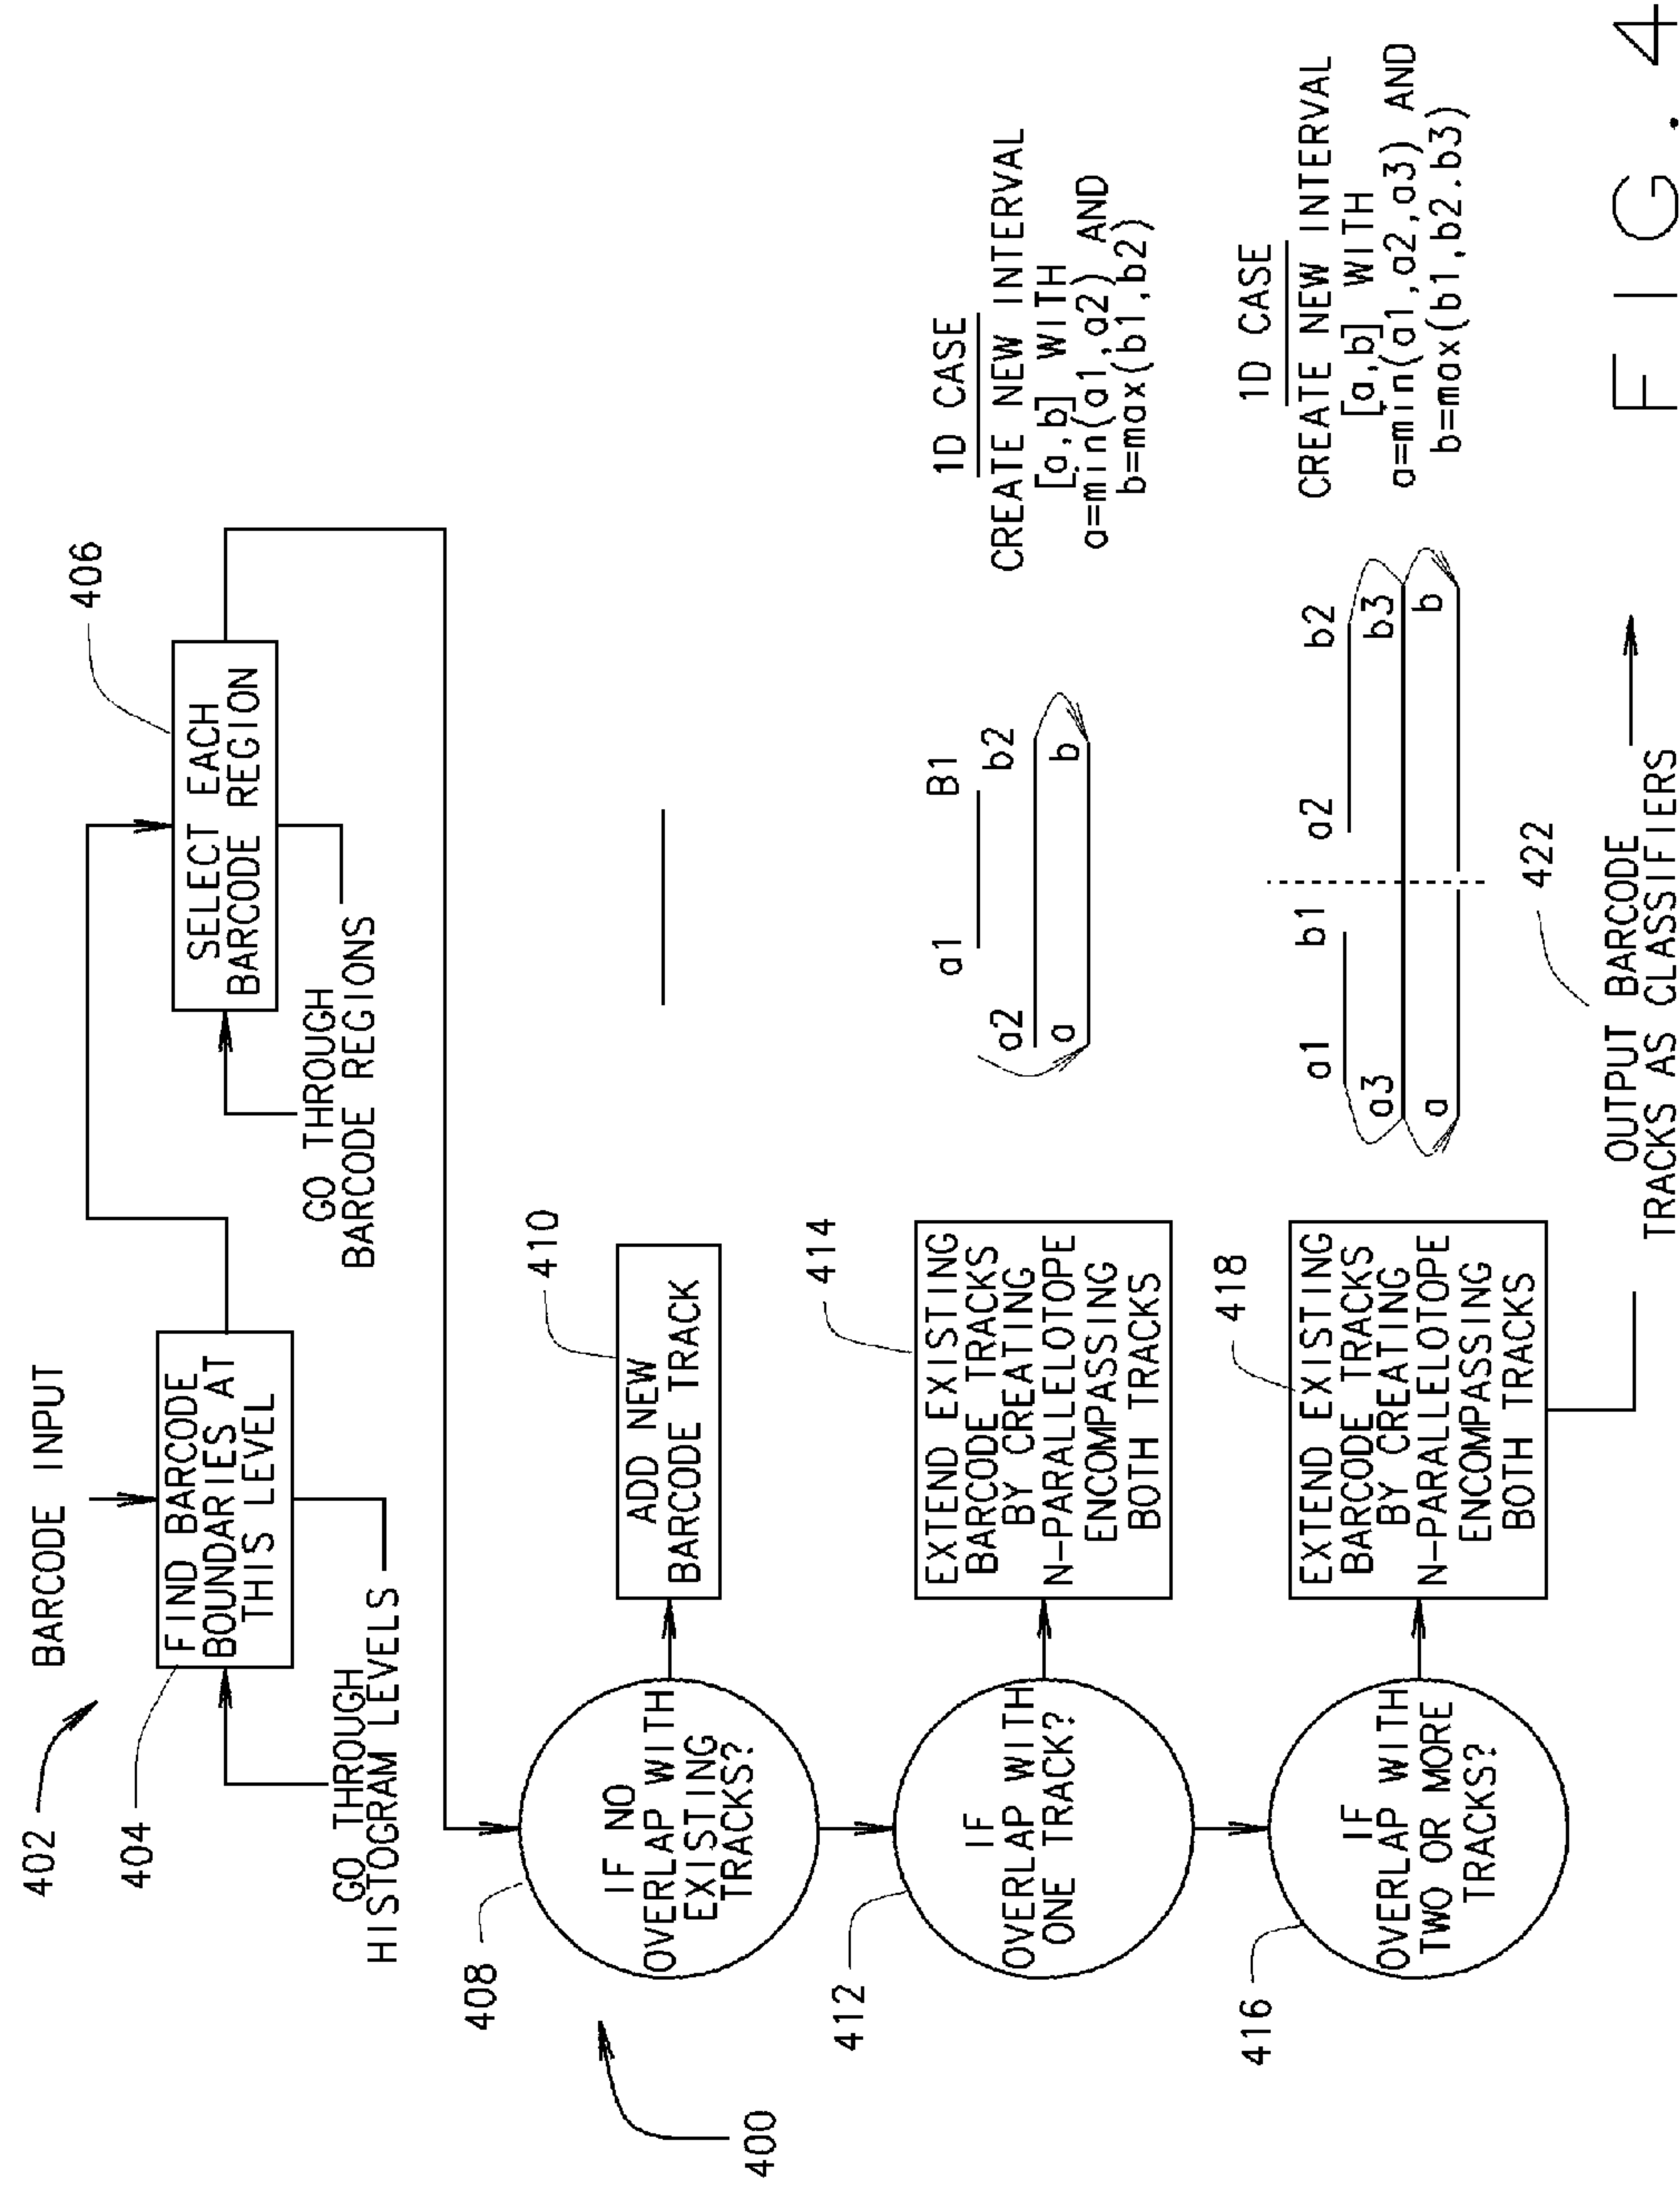 402
BARCODE INPUT
404
FIND BARCODE
BOUNDARIES AT
THIS LEVEL
GO THROUGH
HISTOGRAM LEVELS
406
SELECT EACH
BARCODE REGION
GO THROUGH
BARCODE REGIONS
400
408
IF NO
OVERLAP WITH
EXISTING
TRACKS?
410
ADD NEW
BARCODE TRACK
412
IF
OVERLAP WITH
ONE TRACK?
414
EXTEND EXISTING
BARCODE TRACKS
BY CREATING
N-PARALLELOTOPE
ENCOMPASSING
BOTH TRACKS
a1 B1
a2 b2
a b
1D CASE
CREATE NEW INTERVAL
[a,b] WITH
a=min(a1,a2) AND
b=max(b1,b2)
416
IF
OVERLAP WITH
TWO OR MORE
TRACKS?
418
EXTEND EXISTING
BARCODE TRACKS
BY CREATING
N-PARALLELOTOPE
ENCOMPASSING
BOTH TRACKS
a1 b1 a2 b2
a3 b3
a b
1D CASE
CREATE NEW INTERVAL
[a,b] WITH
a=min(a1,a2,a3) AND
b=max(b1,b2.b3)
422
OUTPUT BARCODE
TRACKS AS CLASSIFIERS
FIG.4